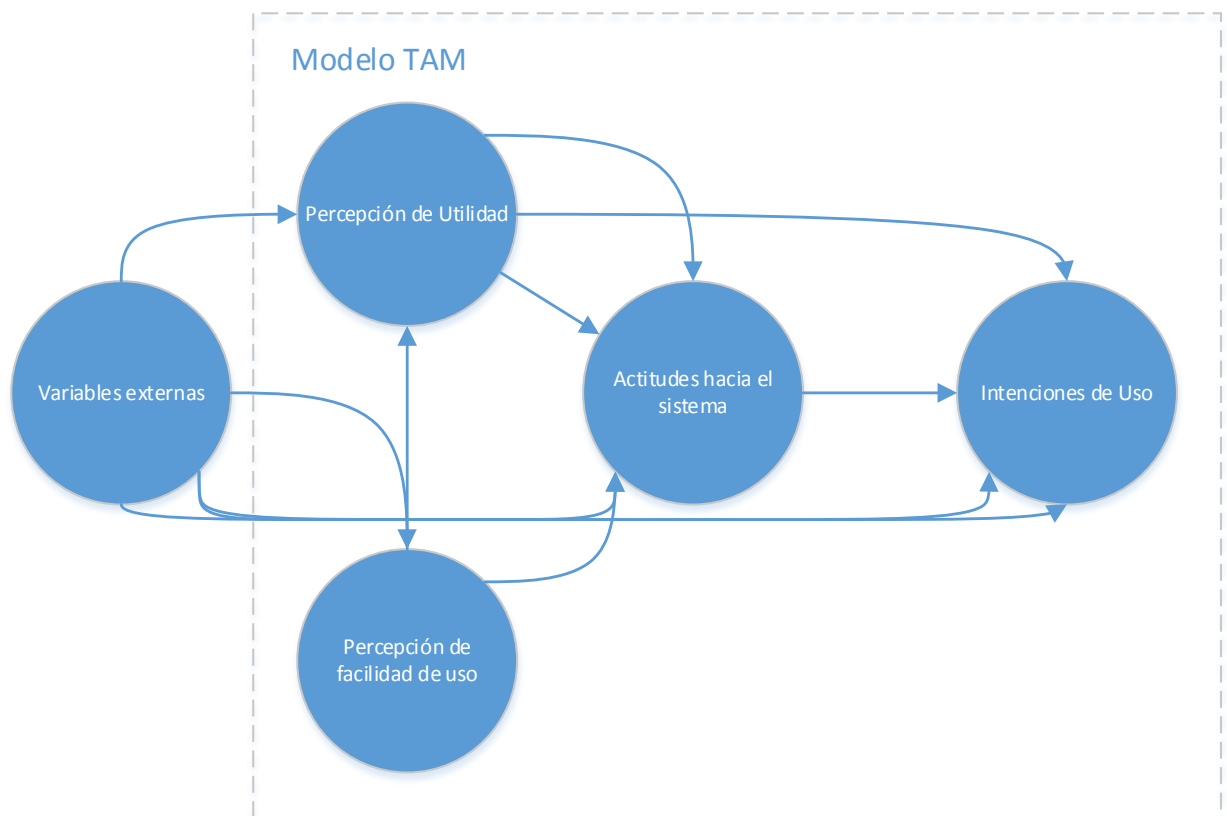 Modelo TAM
Percepción de Utilidad
Variables externas
Actitudes hacia el
sistema
Intenciones de Uso
Percepción de
facilidad de uso